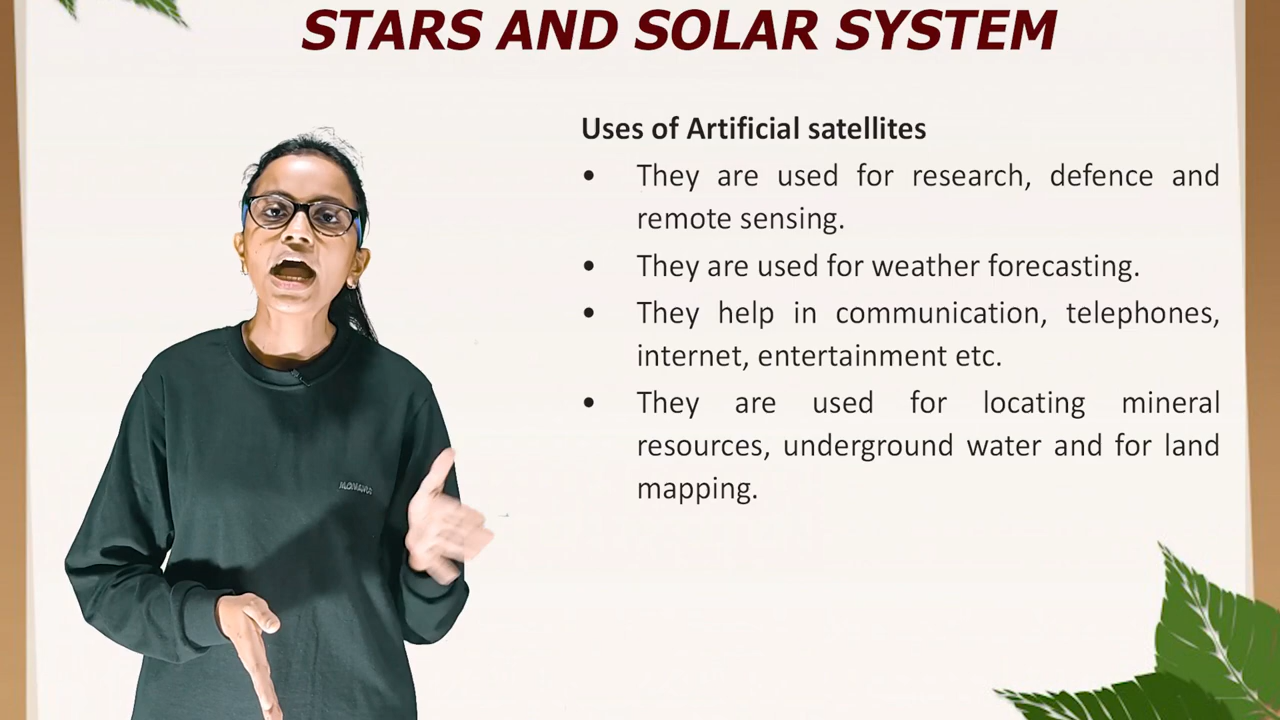 STARS AND SOLAR SYSTEM
Uses of Artificial satellites
• They are used for research, defence and
remote sensing.
• They are used for weather forecasting.
• They help in communication, telephones,
internet, entertainment etc.
• They are used for locating mineral
resources, underground water and for land
mapping.